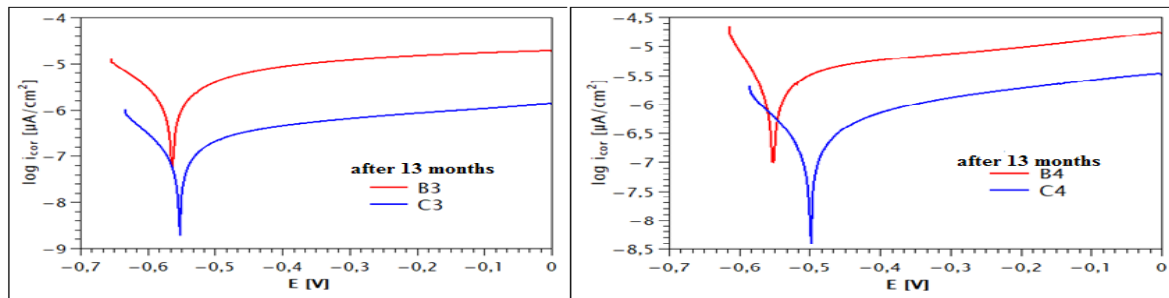 −4
−5
−6
−7
−8
−9
log i_cor [µA/cm²]
after 13 months
B3
C3
−0,7 −0,6 −0,5 −0,4 −0,3 −0,2 −0,1 0
E [V]
−4,5
−5
−5,5
−6
−6,5
−7
−7,5
−8
−8,5
log i_cor [µA/cm²]
after 13 months
B4
C4
−0,7 −0,6 −0,5 −0,4 −0,3 −0,2 −0,1 0
E [V]